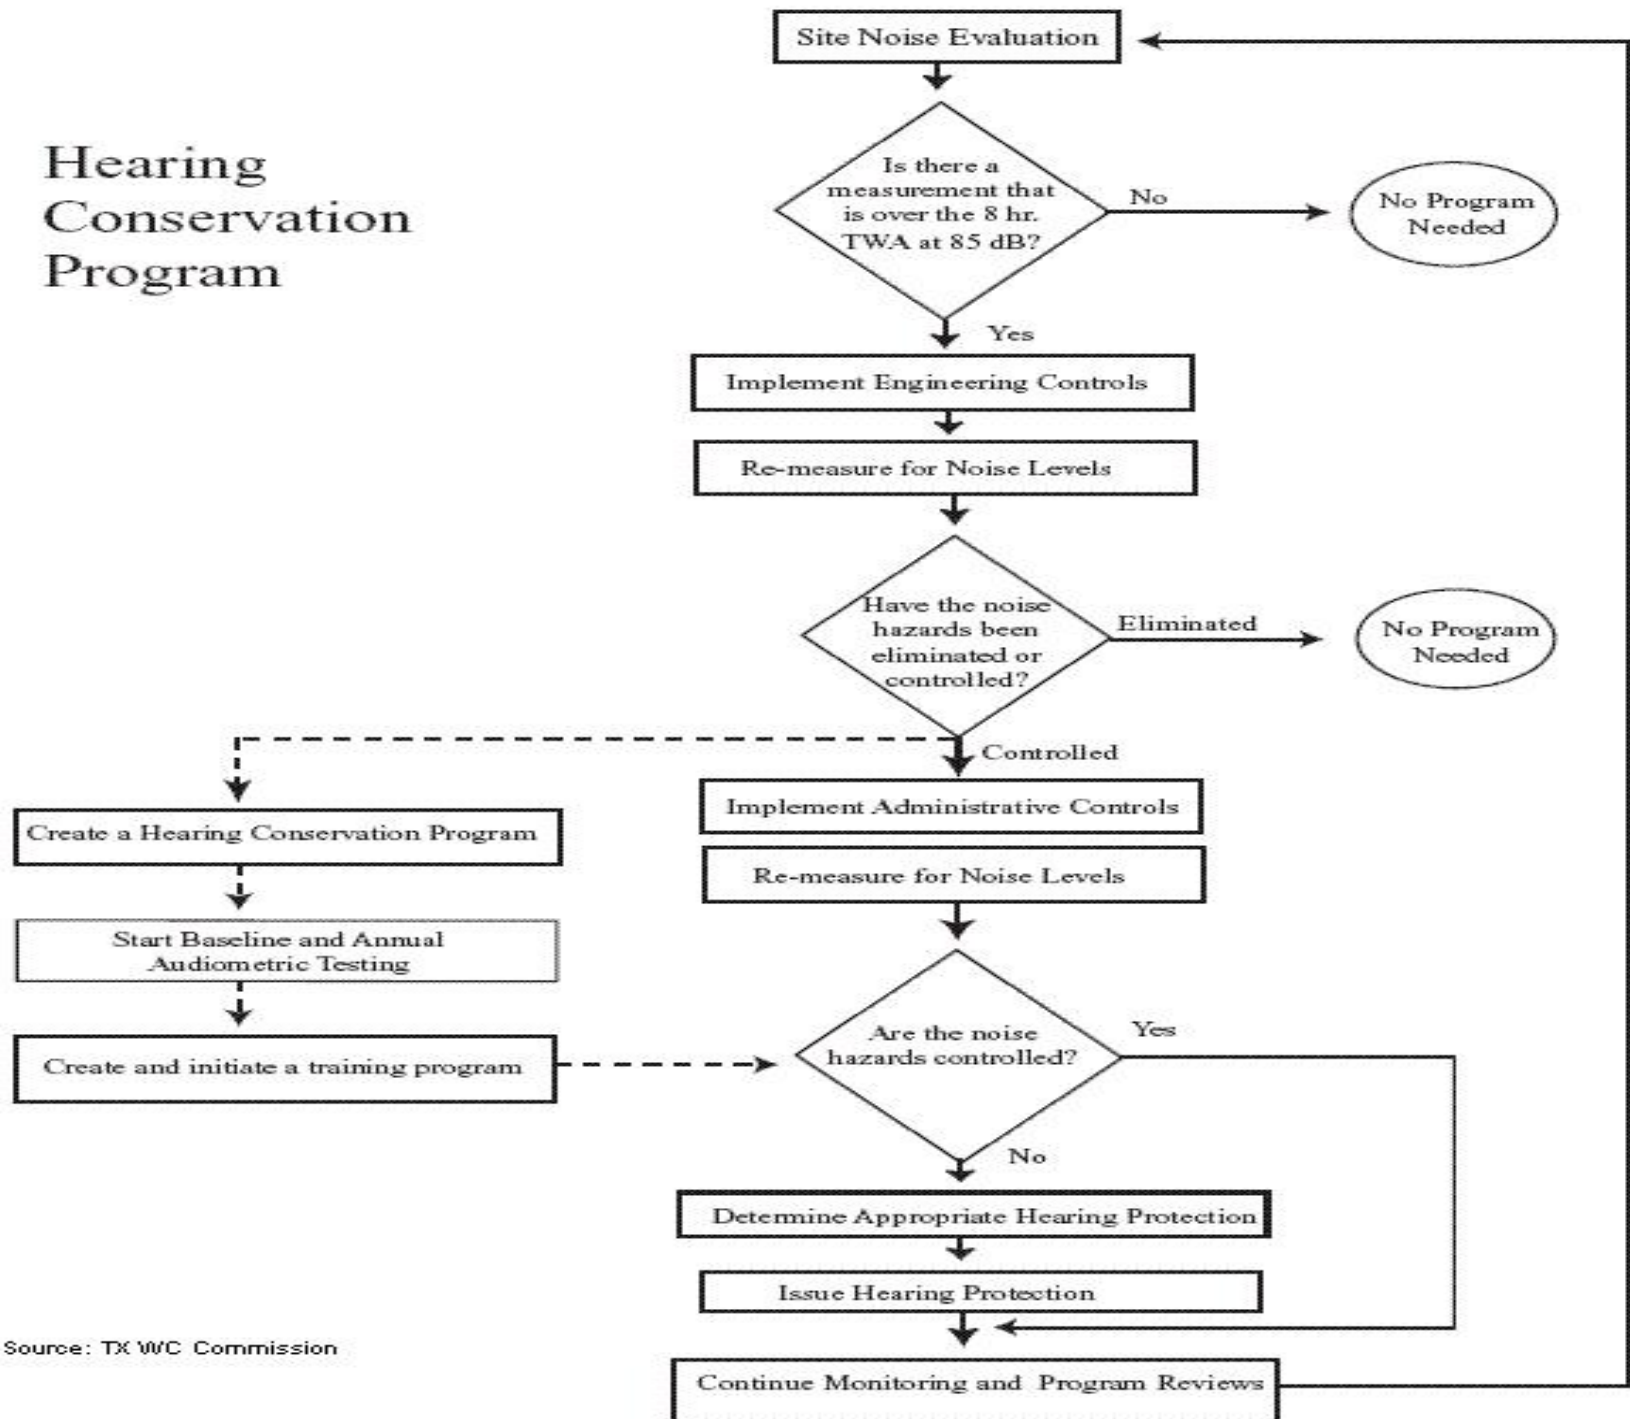 Site Noise Evaluation
Hearing
Conservation
Program
Is there a
measurement that
is over the 8 hr.
TWA at 85 dB?
No
No Program
Needed
Yes
Implement Engineering Controls
Re-measure for Noise Levels
Have the noise
hazards been
eliminated or
controlled?
Eliminated
No Program
Needed
Controlled
Implement Administrative Controls
Re-measure for Noise Levels
Create a Hearing Conservation Program
Start Baseline and Annual
Audiometric Testing
Create and initiate a training program
Are the noise
hazards controlled?
Yes
No
Determine Appropriate Hearing Protection
Issue Hearing Protection
Continue Monitoring and Program Reviews
Source: TX WC Commission